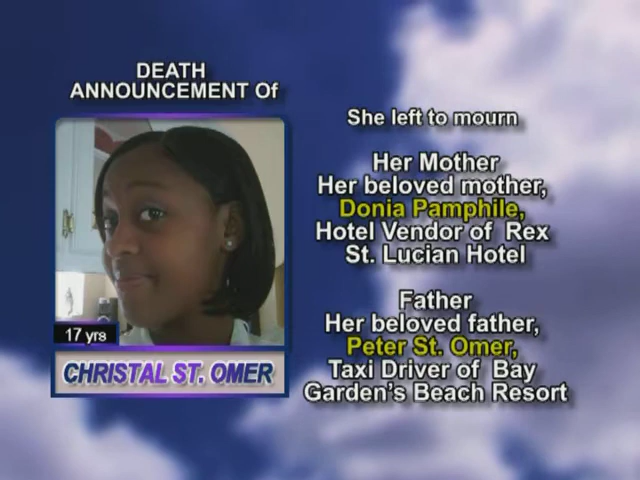 DEATH
ANNOUNCEMENT Of
17 yrs
CHRISTAL ST. OMER
She left to mourn
Her Mother
Her beloved mother,
Donia Pamphile,
Hotel Vendor of Rex
St. Lucian Hotel
Father
Her beloved father,
Peter St. Omer,
Taxi Driver of Bay
Garden's Beach Resort